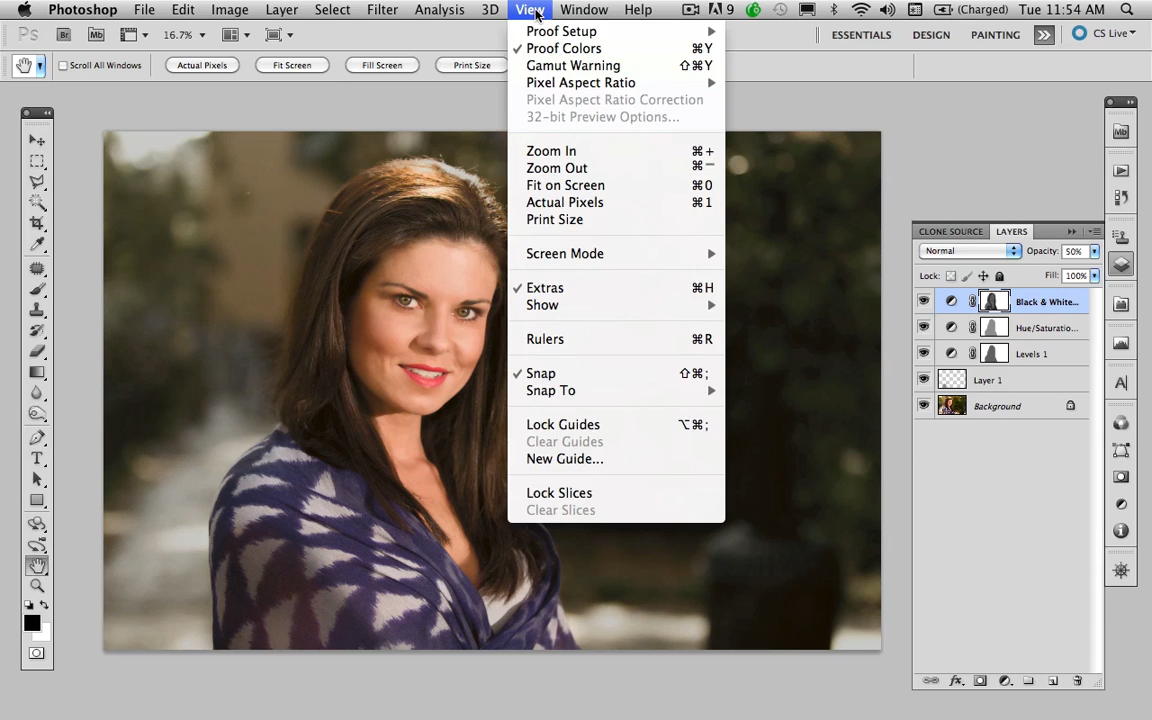 Photoshop File Edit Image Layer Select Filter Analysis 3D View Window Help 9 (Charged) Tue 11:54 AM
Ps Br Mb 16.7% ESSENTIALS DESIGN PAINTING CS Live
Scroll All Windows Actual Pixels Fit Screen Fill Screen Print Size
Proof Setup
✓ Proof Colors ⌘Y
Gamut Warning ⇧⌘Y
Pixel Aspect Ratio
Pixel Aspect Ratio Correction
32-bit Preview Options...
Zoom In ⌘+
Zoom Out ⌘−
Fit on Screen ⌘0
Actual Pixels ⌘1
Print Size
Screen Mode
✓ Extras ⌘H
Show
Rulers ⌘R
✓ Snap ⇧⌘;
Snap To
Lock Guides ⌥⌘;
Clear Guides
New Guide...
Lock Slices
Clear Slices
Mb
CLONE SOURCE LAYERS
Normal Opacity: 50%
Lock: Fill: 100%
Black & White...
Hue/Saturatio...
Levels 1
Layer 1
Background